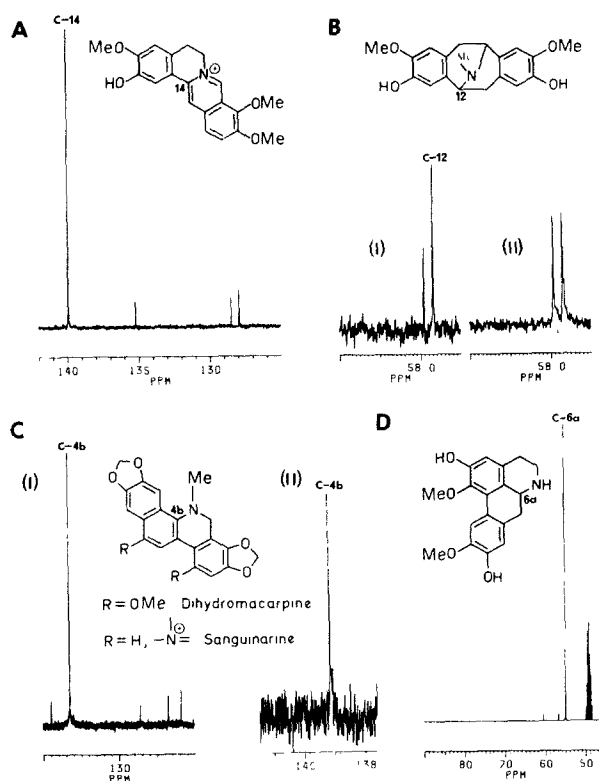 A
C-14
MeO
HO
N
⊕
14
OMe
OMe
140 135 130
PPM
B
MeO
OMe
N
HO
12
OH
C-12
(I)
(II)
58 0
PPM
58 0
PPM
C
C-4b
(I)
O
O
Me
4b
N
R
R
O
O
R = OMe Dihydromacarpine
R = H, -N= Sanguinarine
⊕
130
PPM
(II)
C-4b
140 138
PPM
D
C-6a
HO
MeO
NH
6a
MeO
OH
80 70 60 50
PPM